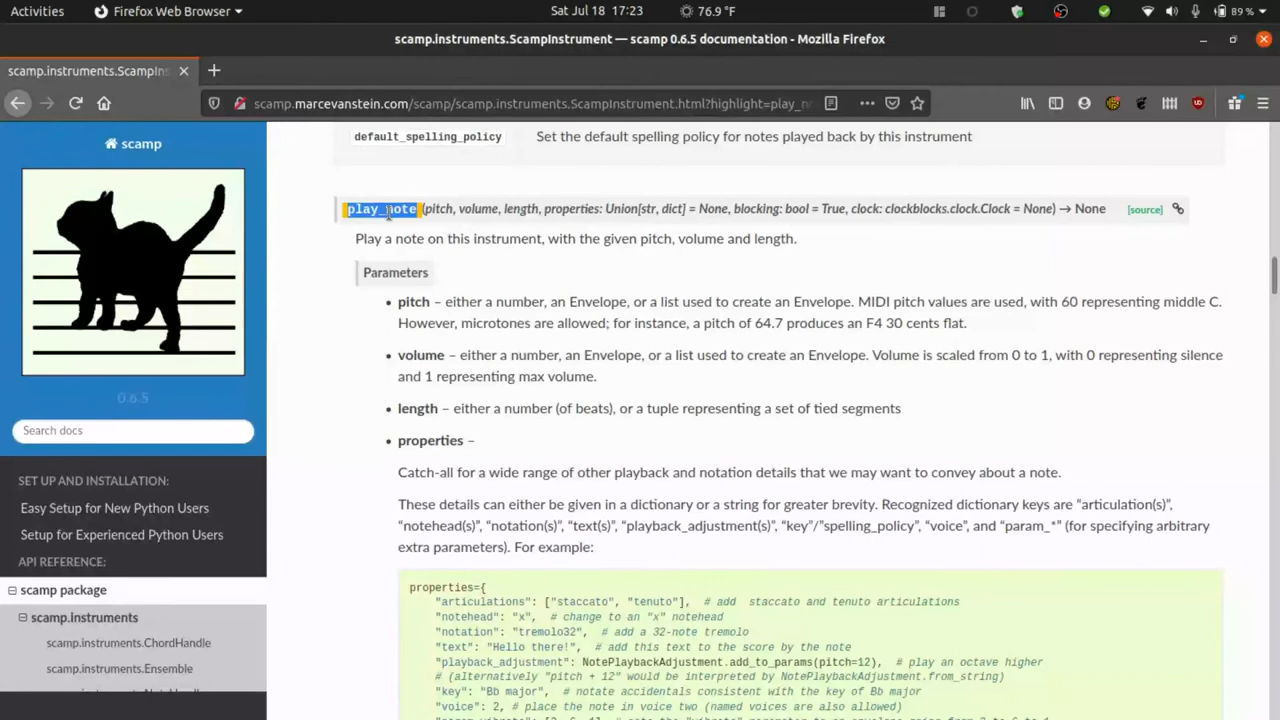 Activities
Firefox Web Browser
Sat Jul 18 17:23
76.9 °F
89 %
scamp.instruments.ScampInstrument — scamp 0.6.5 documentation - Mozilla Firefox
scamp.instruments.ScampIns
scamp.marcevanstein.com/scamp/scamp.instruments.ScampInstrument.html?highlight=play_n
scamp
0.6.5
Search docs
SET UP AND INSTALLATION:
Easy Setup for New Python Users
Setup for Experienced Python Users
API REFERENCE:
scamp package
scamp.instruments
scamp.instruments.ChordHandle
scamp.instruments.Ensemble
default_spelling_policy Set the default spelling policy for notes played back by this instrument
play_note(pitch, volume, length, properties: Union[str, dict] = None, blocking: bool = True, clock: clockblocks.clock.Clock = None) → None [source]
Play a note on this instrument, with the given pitch, volume and length.
Parameters
• pitch – either a number, an Envelope, or a list used to create an Envelope. MIDI pitch values are used, with 60 representing middle C.
However, microtones are allowed; for instance, a pitch of 64.7 produces an F4 30 cents flat.
• volume – either a number, an Envelope, or a list used to create an Envelope. Volume is scaled from 0 to 1, with 0 representing silence
and 1 representing max volume.
• length – either a number (of beats), or a tuple representing a set of tied segments
• properties –
Catch-all for a wide range of other playback and notation details that we may want to convey about a note.
These details can either be given in a dictionary or a string for greater brevity. Recognized dictionary keys are “articulation(s)”,
“notehead(s)”, “notation(s)”, “text(s)”, “playback_adjustment(s)”, “key”/”spelling_policy”, “voice”, and “param_*” (for specifying arbitrary
extra parameters). For example:
properties={
"articulations": ["staccato", "tenuto"], # add staccato and tenuto articulations
"notehead": "x", # change to an "x" notehead
"notation": "tremolo32", # add a 32-note tremolo
"text": "Hello there!", # add this text to the score by the note
"playback_adjustment": NotePlaybackAdjustment.add_to_params(pitch=12), # play an octave higher
# (alternatively "pitch + 12" would be interpreted by NotePlaybackAdjustment.from_string)
"key": "Bb major", # notate accidentals consistent with the key of Bb major
"voice": 2, # place the note in voice two (named voices are also allowed)